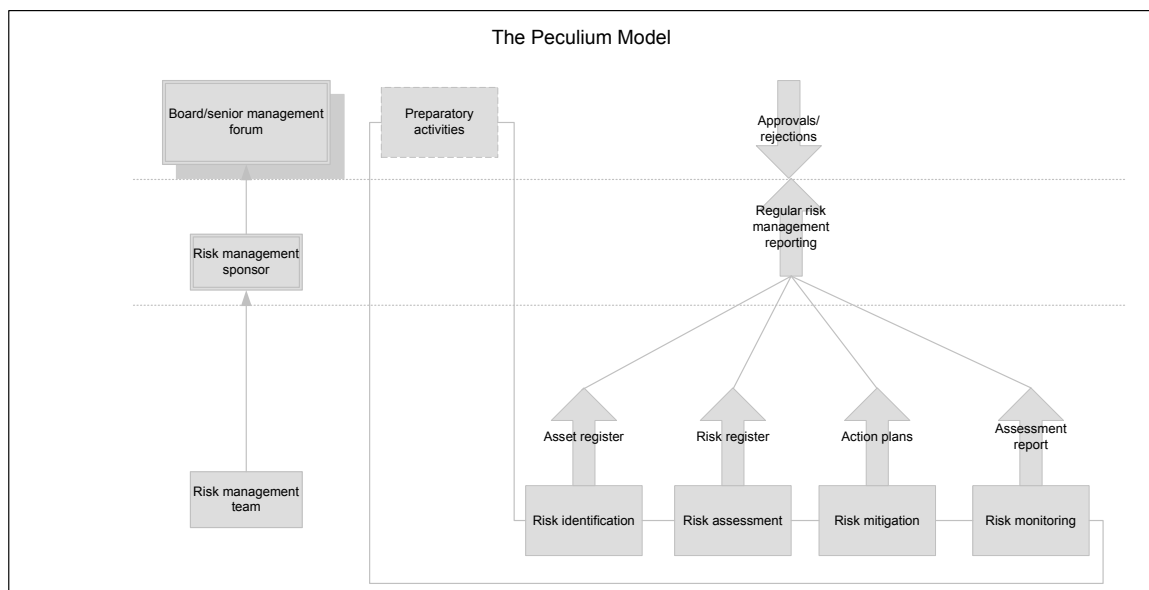 The Peculium Model
Board/senior management
forum
Preparatory
activities
Approvals/
rejections
Risk management
sponsor
Regular risk
management
reporting
Asset register
Risk register
Action plans
Assessment
report
Risk management
team
Risk identification
Risk assessment
Risk mitigation
Risk monitoring